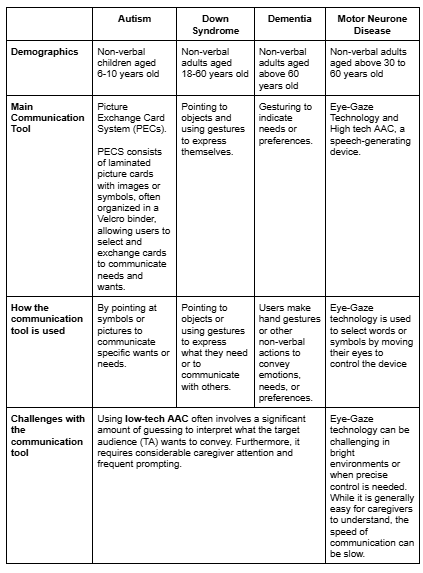 Autism
Down
Syndrome
Dementia
Motor Neurone
Disease
Demographics
Non-verbal
children aged
6-10 years old
Non-verbal
adults aged
18-60 years old
Non-verbal
adults aged
above 60
years old
Non-verbal adults
aged above 30 to
60 years old
Main
Communication
Tool
Picture
Exchange Card
System (PECs).
PECS consists
of laminated
picture cards
with images or
symbols, often
organized in a
Velcro binder,
allowing users to
select and
exchange cards
to communicate
needs and
wants.
Pointing to
objects and
using gestures
to express
themselves.
Gesturing to
indicate
needs or
preferences.
Eye-Gaze
Technology and
High tech AAC, a
speech-generating
device.
How the
communication
tool is used
By pointing at
symbols or
pictures to
communicate
specific wants or
needs.
Pointing to
objects or
using gestures
to express
what they need
or to
communicate
with others.
Users make
hand gestures
or other
non-verbal
actions to
convey
emotions,
needs, or
preferences.
Eye-Gaze
technology is used
to select words or
symbols by moving
their eyes to
control the device
Challenges with
the
communication
tool
Using low-tech AAC often involves a significant
amount of guessing to interpret what the target
audience (TA) wants to convey. Furthermore, it
requires considerable caregiver attention and
frequent prompting.
Eye-Gaze
technology can be
challenging in
bright
environments or
when precise
control is needed.
While it is generally
easy for caregivers
to understand, the
speed of
communication can
be slow.